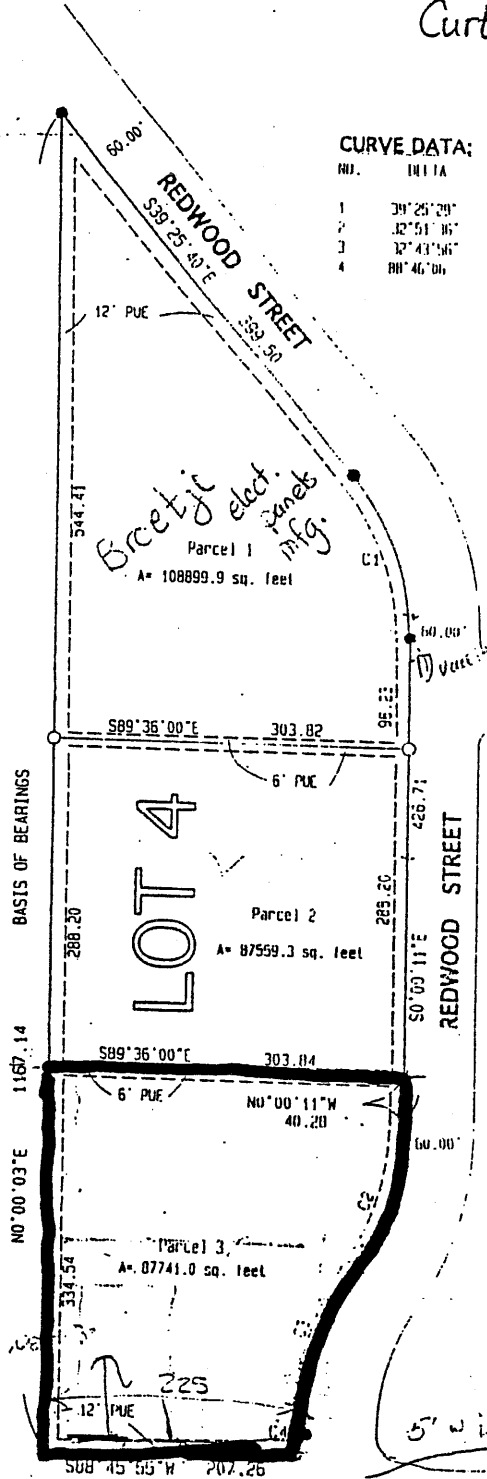 Curt
60.00'
REDWOOD STREET
S39°25'40"E
399.50
CURVE DATA:
NO. DELTA
1 39°25'29"
2 32°51'36"
3 32°43'56"
4 88°46'06
12' PUE
544.41
elect.
panels
mfg.
Parcel 1
A= 108899.9 sq. feet
C1
60.00'
S89°36'00"E 303.82
6' PUE
BASIS OF BEARINGS
426.71
288.20
LOT 4
285.20
Parcel 2
A= 87559.3 sq. feet
S0°00'11"E
REDWOOD STREET
S89°36'00"E 303.84
1167.14
6' PUE
N0°00'11"W
40.20
60.00'
N0°00'03"E
C2
Parcel 3
A= 87741.0 sq. feet
334.54
C3
225
12' PUE
C4
5' w
S88°45'55"W 207.26